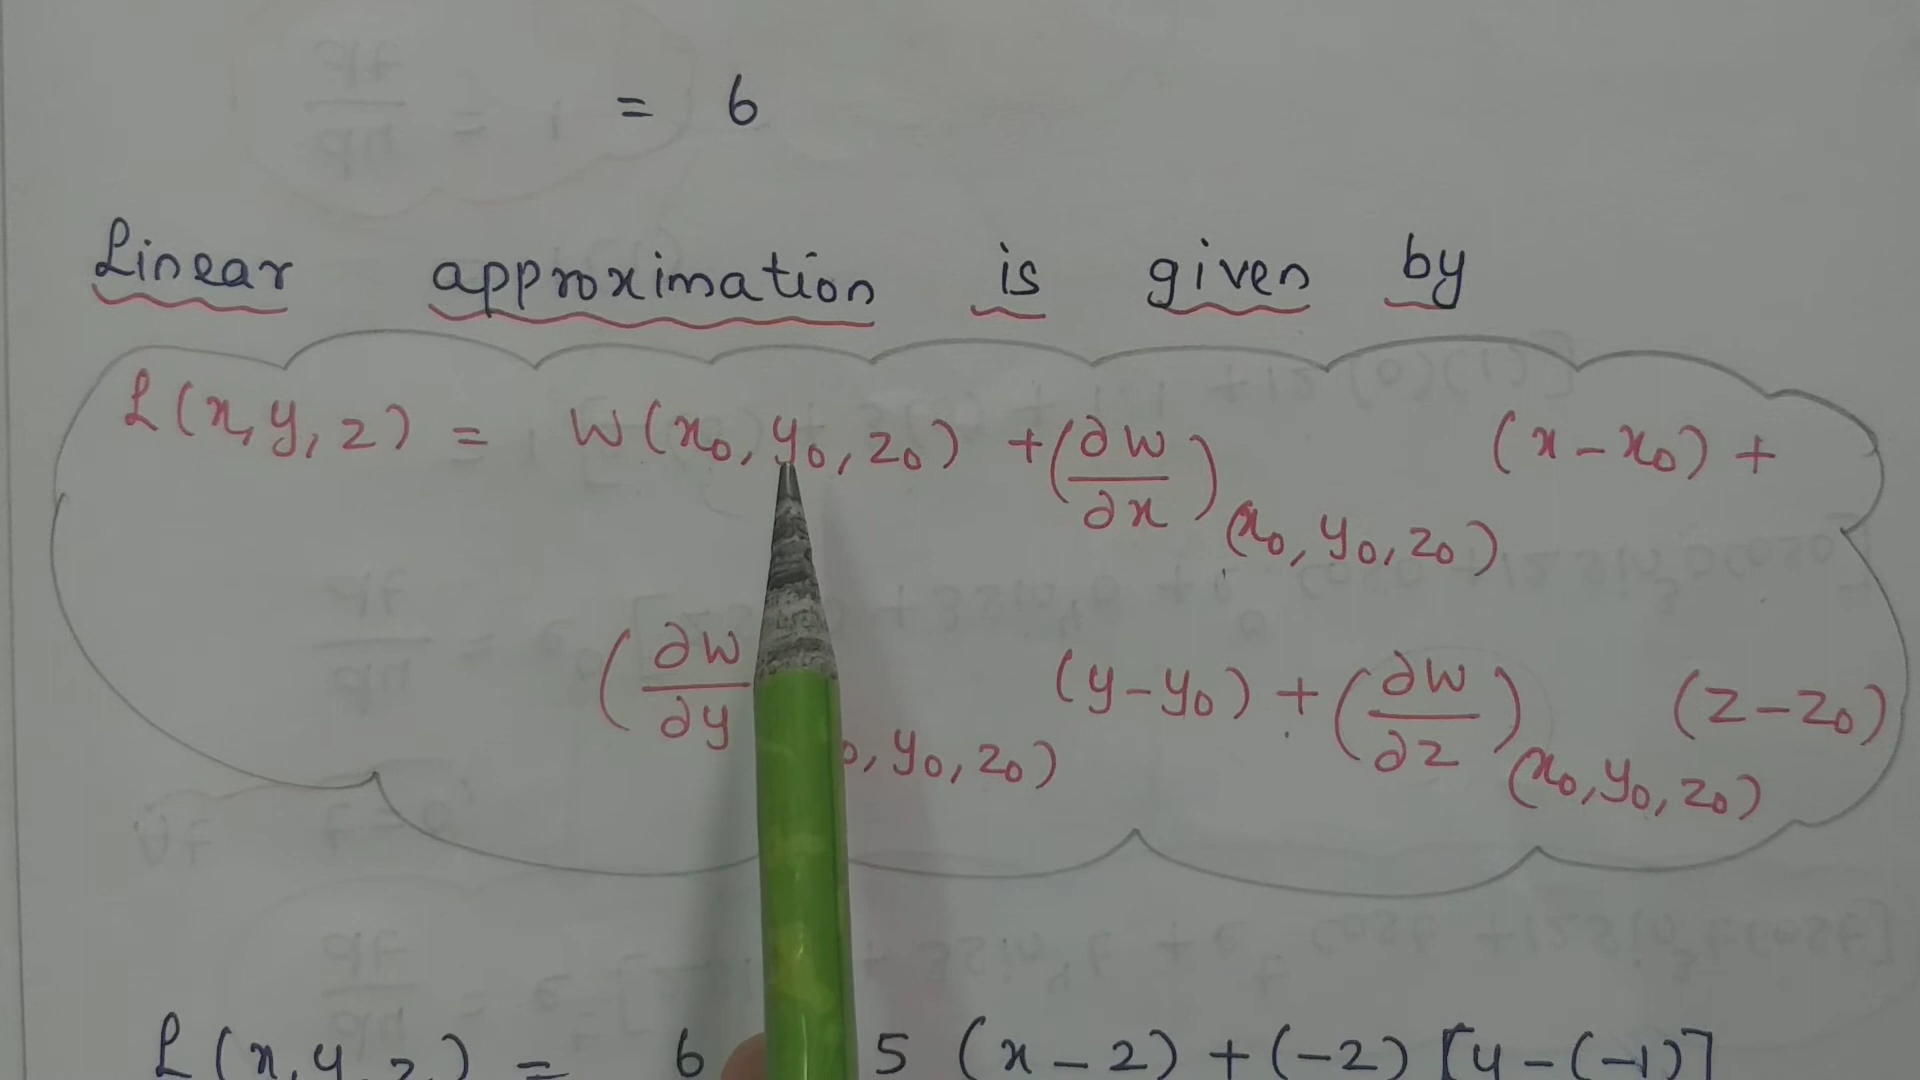 = 6
Linear approximation is given by
L(x,y,z) = W(x₀,y₀,z₀) + (∂W/∂x)(x₀,y₀,z₀) (x-x₀) +
(∂W/∂y 0,y₀,z₀) (y-y₀) + (∂W/∂z)(x₀,y₀,z₀) (z-z₀)
L(x,y,z) = 6 5 (x-2) + (-2) [y-(-1)]